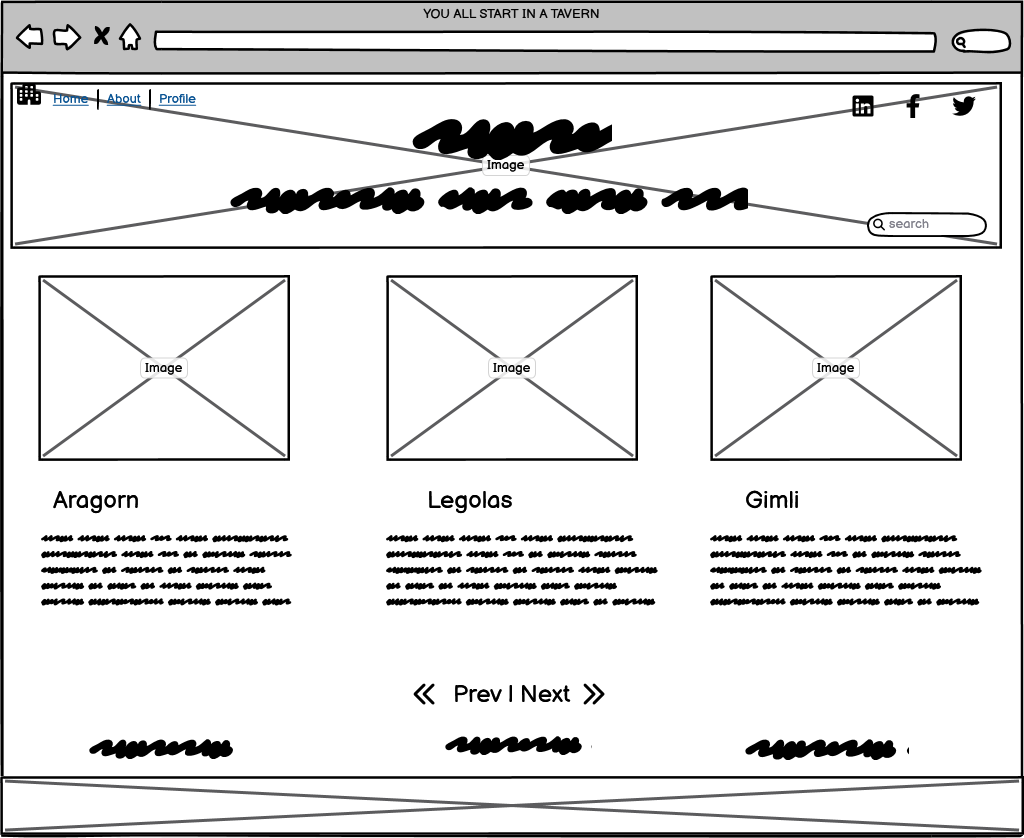 YOU ALL START IN A TAVERN
Home | About | Profile
Image
search
Image
Image
Image
Aragorn
Legolas
Gimli
Prev | Next